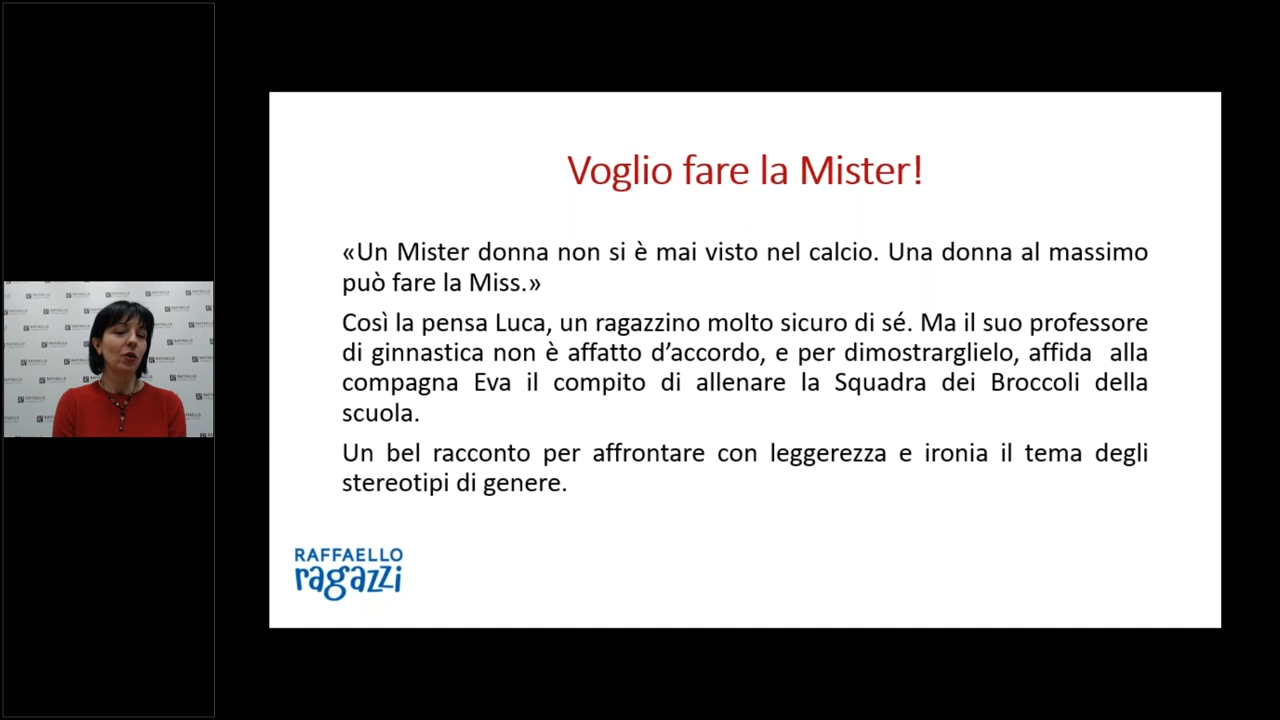 Voglio fare la Mister!
«Un Mister donna non si è mai visto nel calcio. Una donna al massimo
può fare la Miss.»
Così la pensa Luca, un ragazzino molto sicuro di sé. Ma il suo professore
di ginnastica non è affatto d’accordo, e per dimostrarglielo, affida alla
compagna Eva il compito di allenare la Squadra dei Broccoli della
scuola.
Un bel racconto per affrontare con leggerezza e ironia il tema degli
stereotipi di genere.
RAFFAELLO
ragazzi